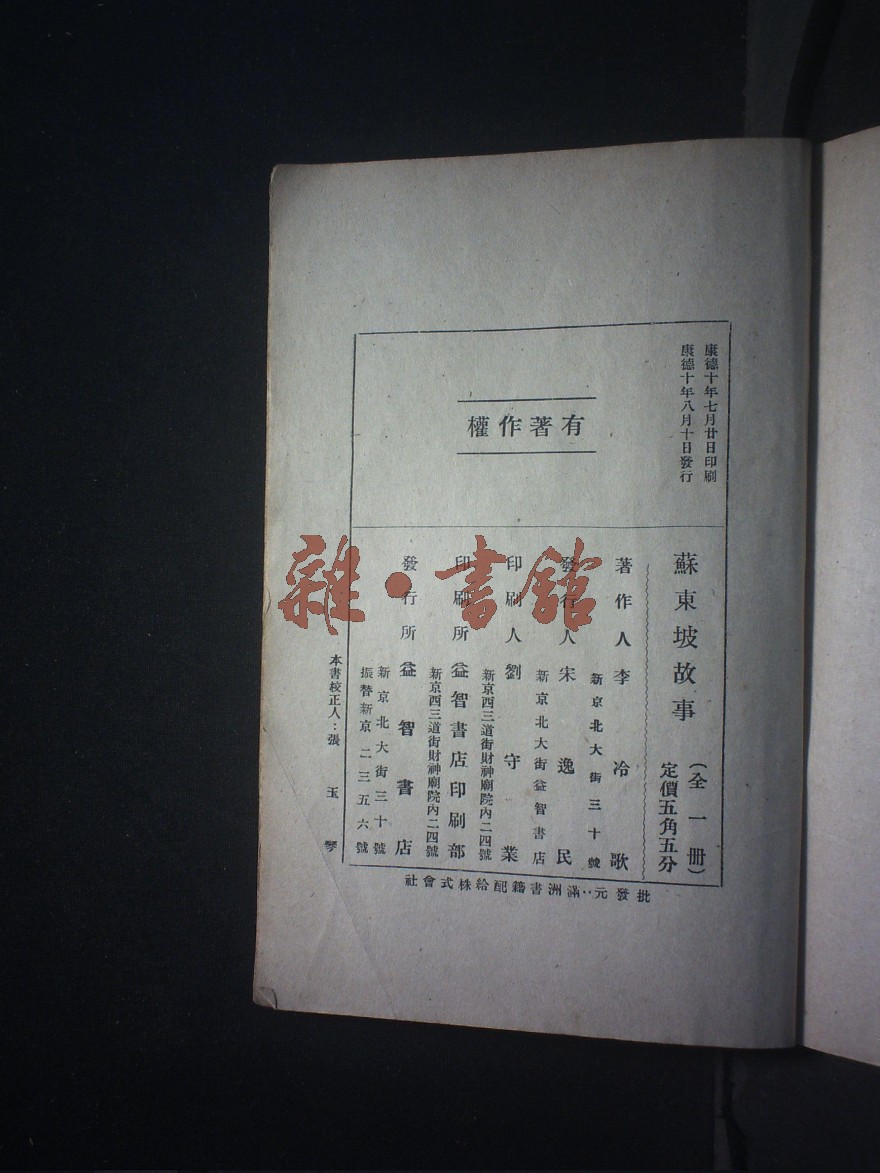 康德十年七月廿日印刷
康德十年八月十日發行
有著作權
蘇東坡故事
(全一冊)
定價五角五分
著作人李冷歌
新京北大街三十號
發行人宋逸民
新京北大街益智書店
印刷人劉守業
新京西三道街財神廟院內二四號
印刷所益智書店印刷部
新京西三道街財神廟院內二四號
發行所益智書店
新京北大街三十號
振替新京二三五六號
本書校正人:張玉琴
批發元‥滿洲書籍配給株式會社
雜·書館